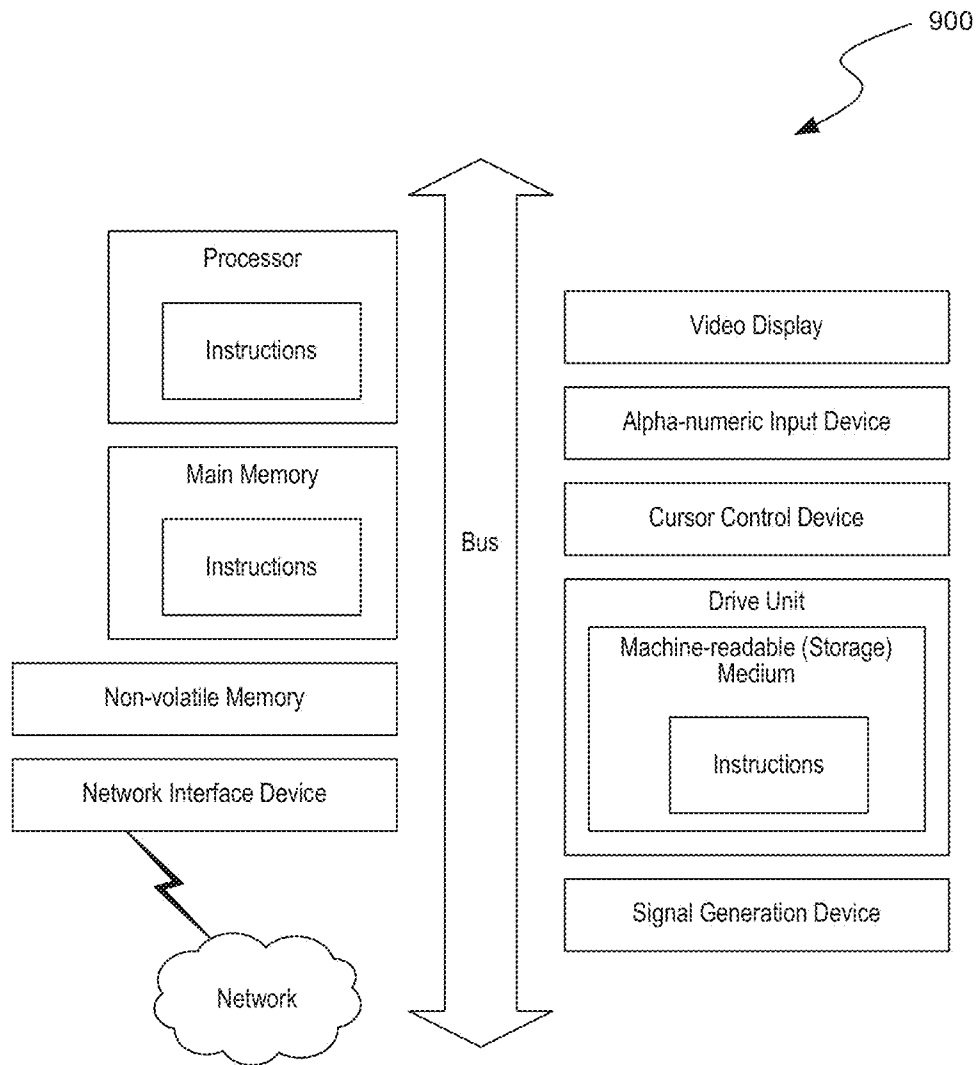 900
Processor
Instructions
Main Memory
Instructions
Non-volatile Memory
Network Interface Device
Network
Bus
Video Display
Alpha-numeric Input Device
Cursor Control Device
Drive Unit
Machine-readable (Storage)
Medium
Instructions
Signal Generation Device